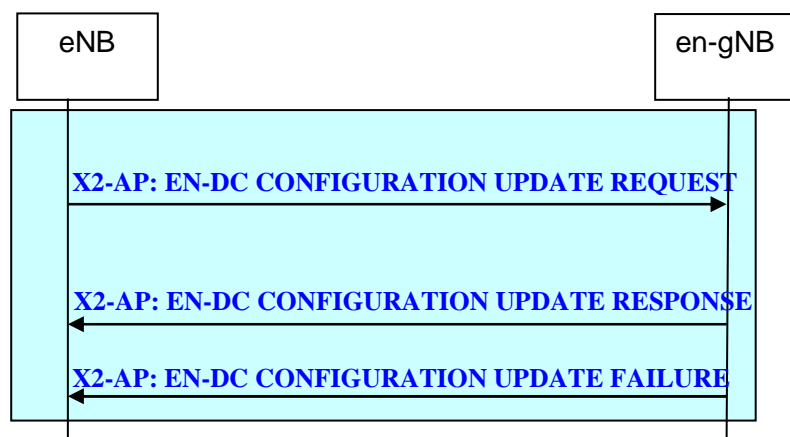 eNB
en-gNB
X2-AP: EN-DC CONFIGURATION UPDATE REQUEST
X2-AP: EN-DC CONFIGURATION UPDATE RESPONSE
X2-AP: EN-DC CONFIGURATION UPDATE FAILURE